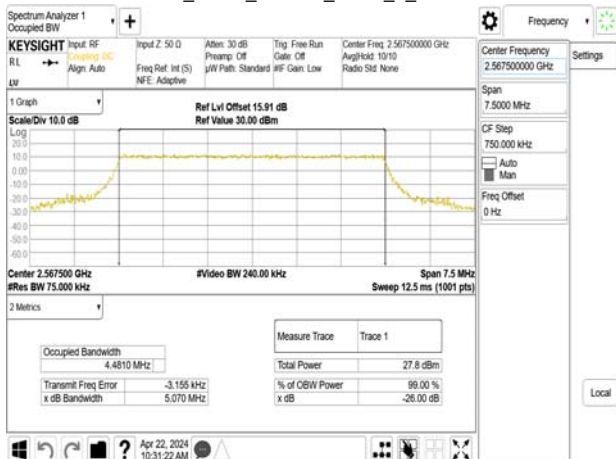 Spectrum Analyzer 1
Occupied BW
+
Frequency
KEYSIGHT
Input: RF
Coupling: DC
Align: Auto
RL
LXI
Input Z: 50 Ω
Freq Ref: Int (S)
NFE: Adaptive
Atten: 30 dB
Preamp: Off
µW Path: Standard
Trig: Free Run
Gate: Off
#IF Gain: Low
Center Freq: 2.567500000 GHz
Avg|Hold: 10/10
Radio Std: None
Center Frequency
2.567500000 GHz
Settings
Span
7.5000 MHz
CF Step
750.000 kHz
Auto
Man
Freq Offset
0 Hz
Local
1 Graph
Ref Lvl Offset 15.91 dB
Scale/Div 10.0 dB
Ref Value 30.00 dBm
Log
20.0
10.0
0.00
-10.0
-20.0
-30.0
-40.0
-50.0
-60.0
Center 2.567500 GHz
#Video BW 240.00 kHz
Span 7.5 MHz
#Res BW 75.000 kHz
Sweep 12.5 ms (1001 pts)
2 Metrics
Measure Trace
Trace 1
Occupied Bandwidth
4.4810 MHz
Total Power
27.8 dBm
Transmit Freq Error
-3.155 kHz
% of OBW Power
99.00 %
x dB Bandwidth
5.070 MHz
x dB
-26.00 dB
?
Apr 22, 2024
10:31:22 AM